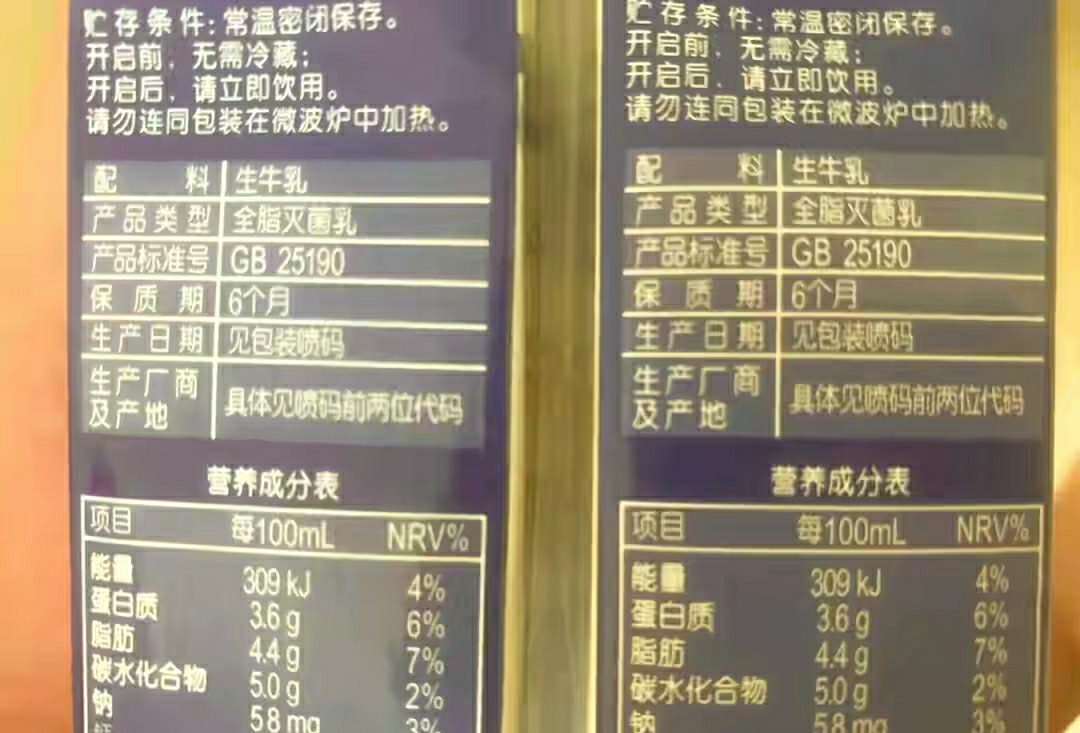 贮存条件:常温密闭保存。
开启前，无需冷藏;
开启后，请立即饮用。
请勿连同包装在微波炉中加热。
配料 生牛乳
产品类型 全脂灭菌乳
产品标准号 GB 25190
保质期 6个月
生产日期 见包装喷码
生产厂商及产地 具体见喷码前两位代码
营养成分表
项目 每100mL NRV%
能量 309 kJ 4%
蛋白质 3.6 g 6%
脂肪 4.4 g 7%
碳水化合物 5.0 g 2%
钠 58 mg 3%
贮存条件:常温密闭保存。
开启前，无需冷藏;
开启后，请立即饮用。
请勿连同包装在微波炉中加热。
配料 生牛乳
产品类型 全脂灭菌乳
产品标准号 GB 25190
保质期 6个月
生产日期 见包装喷码
生产厂商及产地 具体见喷码前两位代码
营养成分表
项目 每100mL NRV%
能量 309 kJ 4%
蛋白质 3.6 g 6%
脂肪 4.4 g 7%
碳水化合物 5.0 g 2%
钠 58 mg 3%